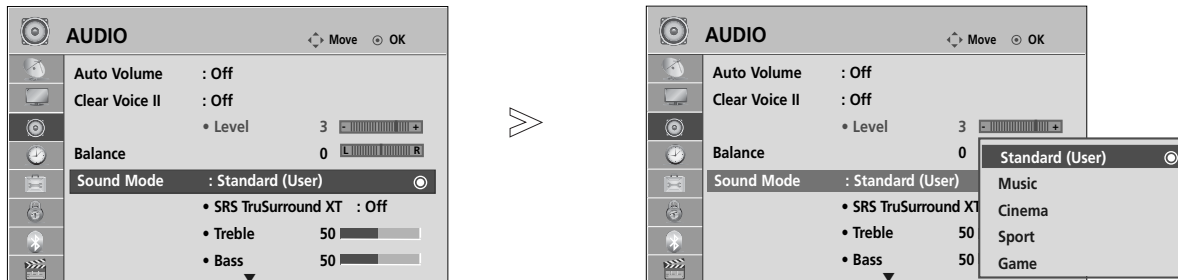 AUDIO
Move OK
Auto Volume : Off
Clear Voice II : Off
• Level 3 - +
Balance 0 L R
Sound Mode : Standard (User)
• SRS TruSurround XT : Off
• Treble 50
• Bass 50
>
AUDIO
Move OK
Auto Volume : Off
Clear Voice II : Off
• Level 3 - +
Balance 0
Sound Mode : Standard (User)
• SRS TruSurround XT
• Treble 50
• Bass 50
Standard (User)
Music
Cinema
Sport
Game